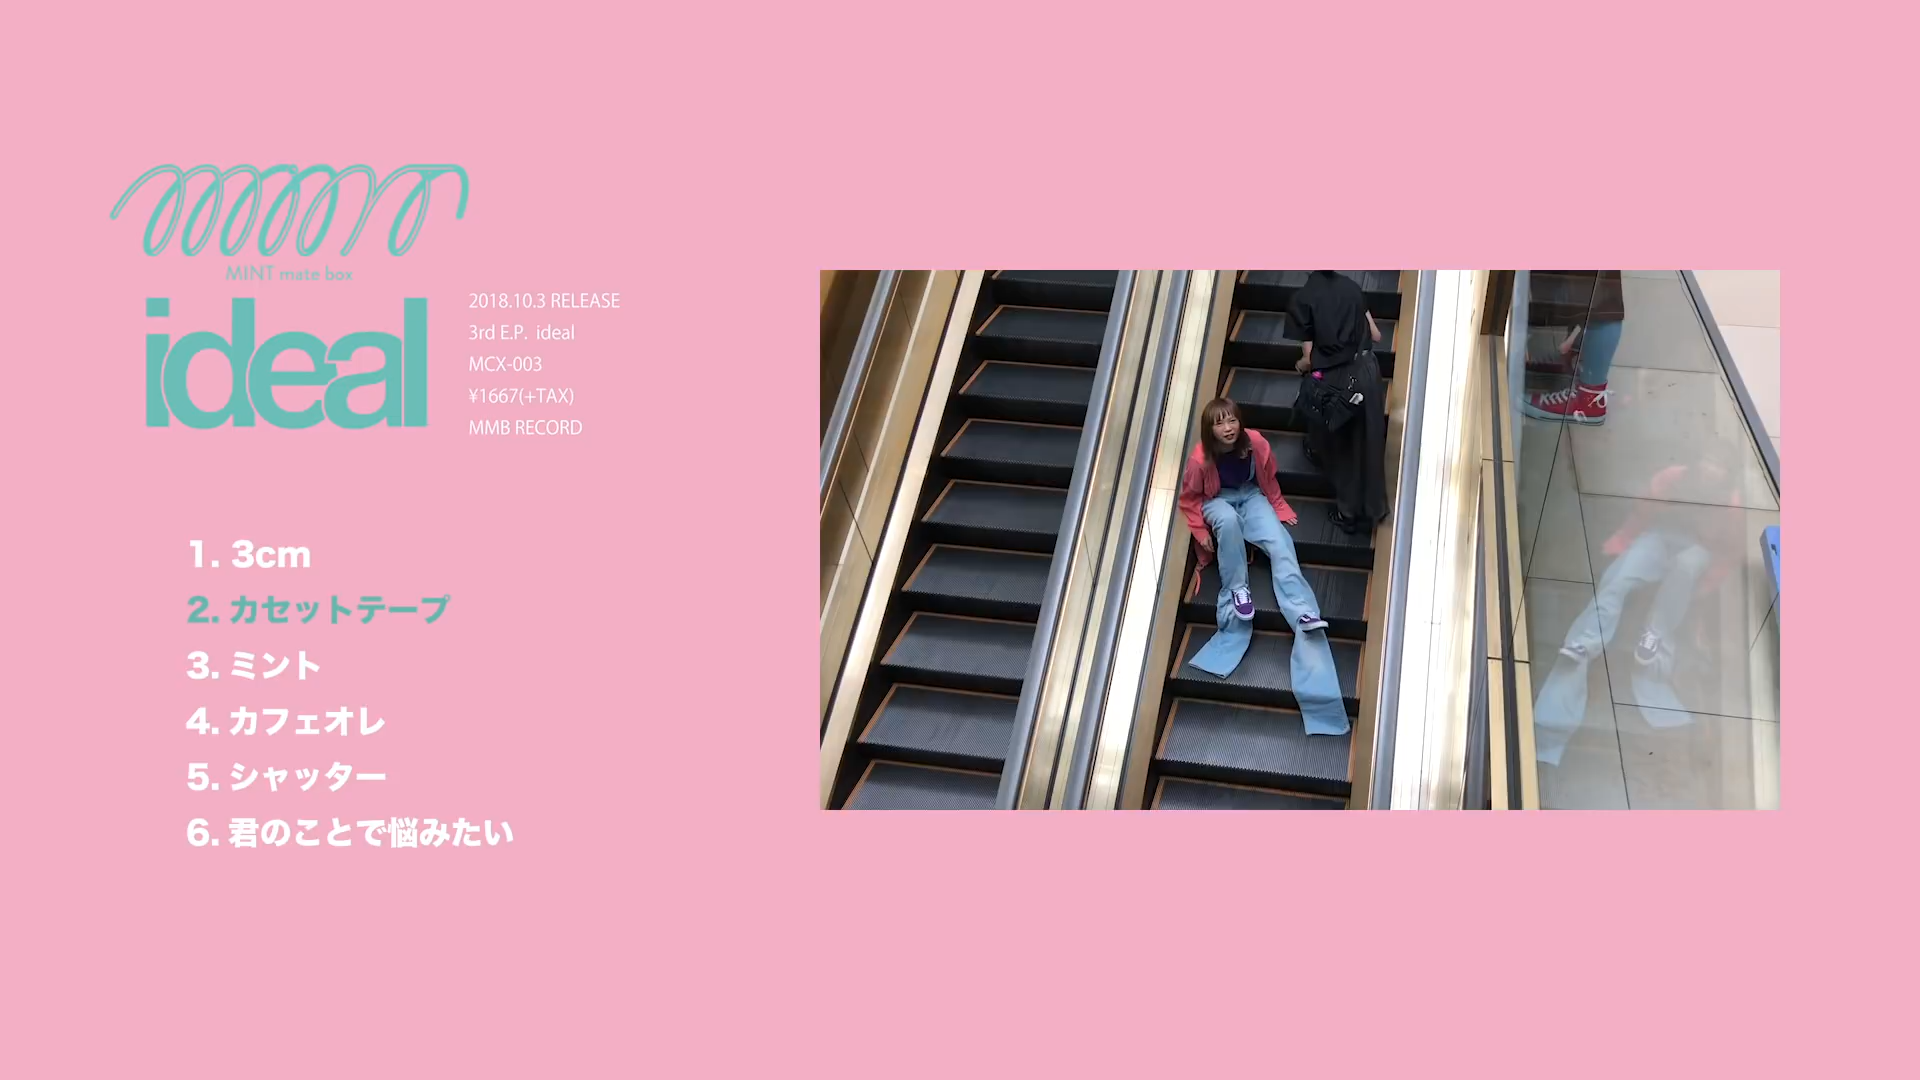 MINT
MINT mate box
ideal
2018.10.3 RELEASE
3rd E.P. ideal
MCX-003
¥1667(+TAX)
MMB RECORD
1. 3cm
2. カセットテープ
3. ミント
4. カフェオレ
5. シャッター
6. 君のことで悩みたい